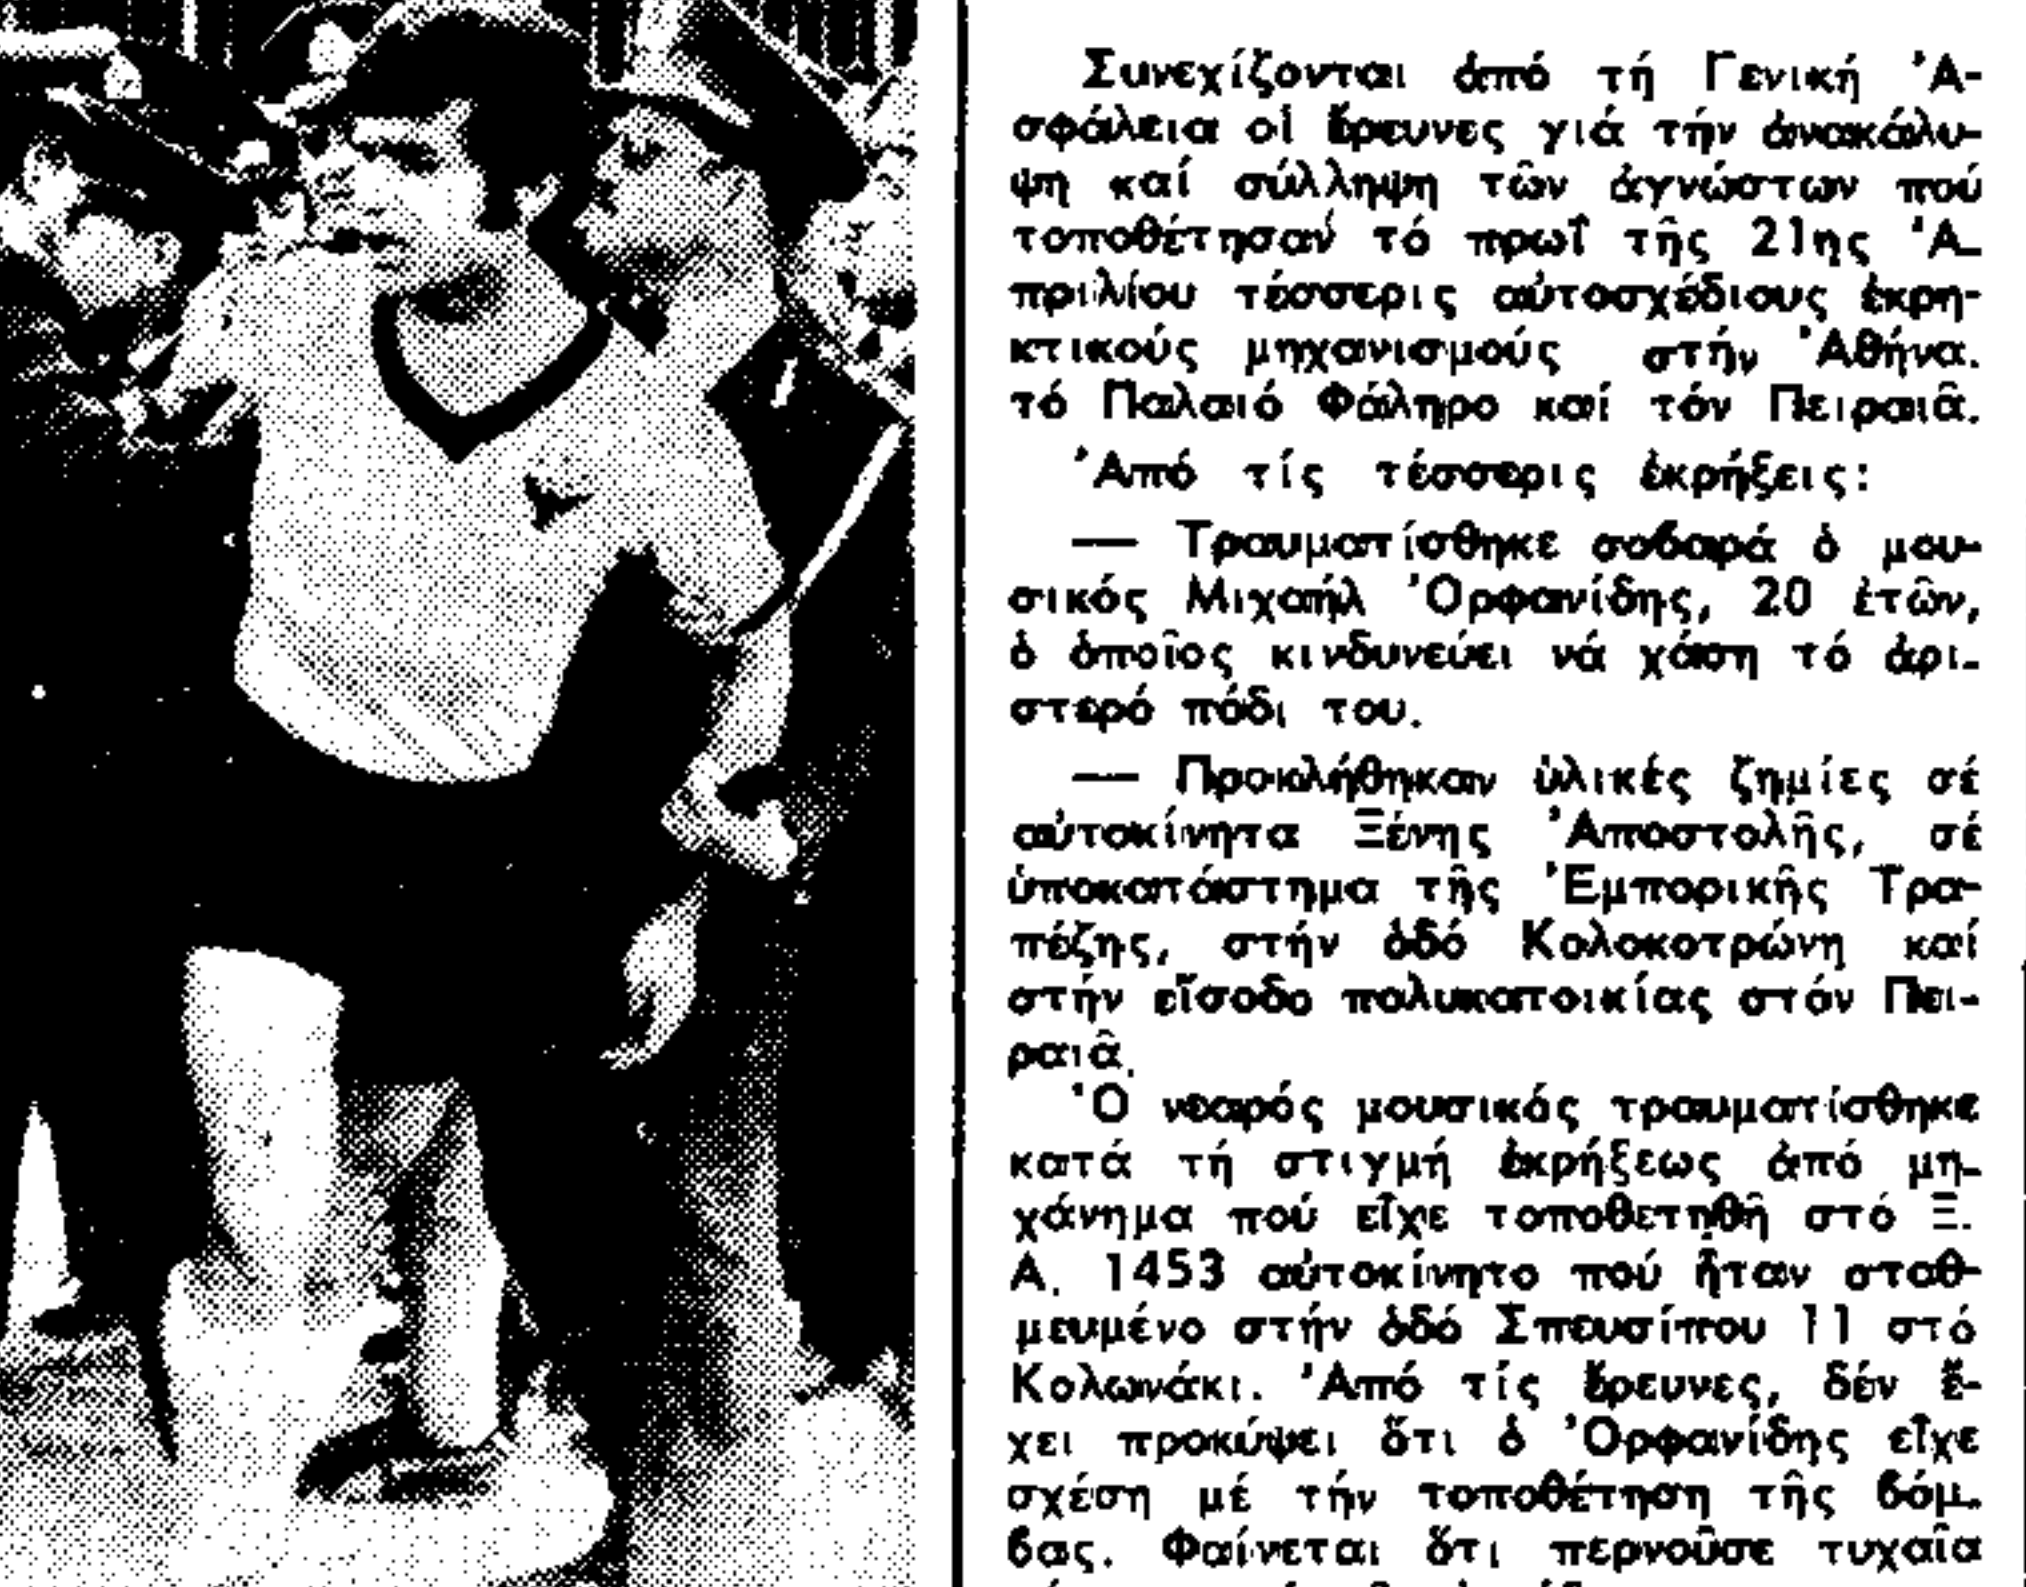 Συνεχίζονται ἀπό τή Γενική Ἀ-
σφάλεια οἱ ἔρευνες γιά τήν ἀνακάλυ-
ψη καί σύλληψη τῶν ἀγνώστων πού
τοποθέτησαν τό πρωΐ τῆς 21ης Ἀ-
πριλίου τέσσερις αὐτοσχέδιους ἐκρη-
κτικούς μηχανισμούς στήν Ἀθήνα.
τό Παλαιό Φάληρο καί τόν Πειραιᾶ.
Ἀπό τίς τέσσερις ἐκρήξεις:
— Τραυματίσθηκε σοβαρά ὁ μου-
σικός Μιχαήλ Ὀρφανίδης, 20 ἐτῶν,
ὁ ὁποῖος κινδυνεύει νά χάση τό ἀρι-
στερό πόδι του.
— Προκλήθηκαν ὑλικές ζημίες σέ
αὐτοκίνητα Ξένης Ἀποστολῆς, σέ
ὑποκατάστημα τῆς Ἐμπορικῆς Τρα-
πέζης, στήν ὁδό Κολοκοτρώνη καί
στήν εἴσοδο πολυκατοικίας στόν Πει-
ραιᾶ.
Ὁ νεαρός μουσικός τραυματίσθηκε
κατά τή στιγμή ἐκρήξεως ἀπό μη-
χάνημα πού εἶχε τοποθετηθῆ στό Ξ.
Α. 1453 αὐτοκίνητο πού ἦταν σταθ-
μευμένο στήν ὁδό Σπευσίππου 11 στό
Κολωνάκι. Ἀπό τίς ἔρευνες, δέν ἔ-
χει προκύψει ὅτι ὁ Ὀρφανίδης εἶχε
σχέση μέ τήν τοποθέτηση τῆς βόμ-
βας. Φαίνεται ὅτι περνοῦσε τυχαῖα